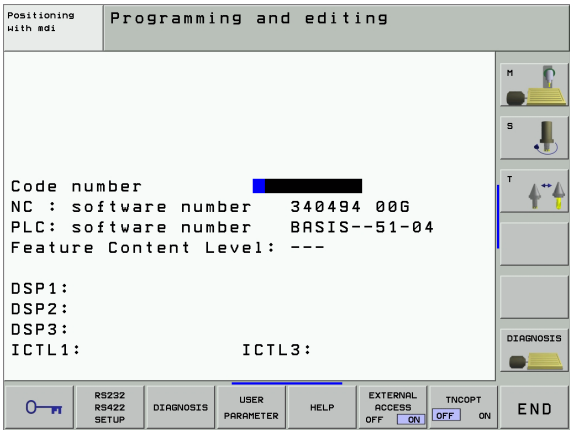 Positioning
with mdi
Programming and editing
M
S
Code number
NC : software number 340494 00G
T
PLC: software number BASIS--51-04
Feature Content Level: ---
DSP1:
DSP2:
DSP3:
ICTL1: ICTL3:
DIAGNOSIS
RS232
RS422
SETUP
DIAGNOSIS
USER
PARAMETER
HELP
EXTERNAL
ACCESS
OFF ON
TNCOPT
OFF ON
END